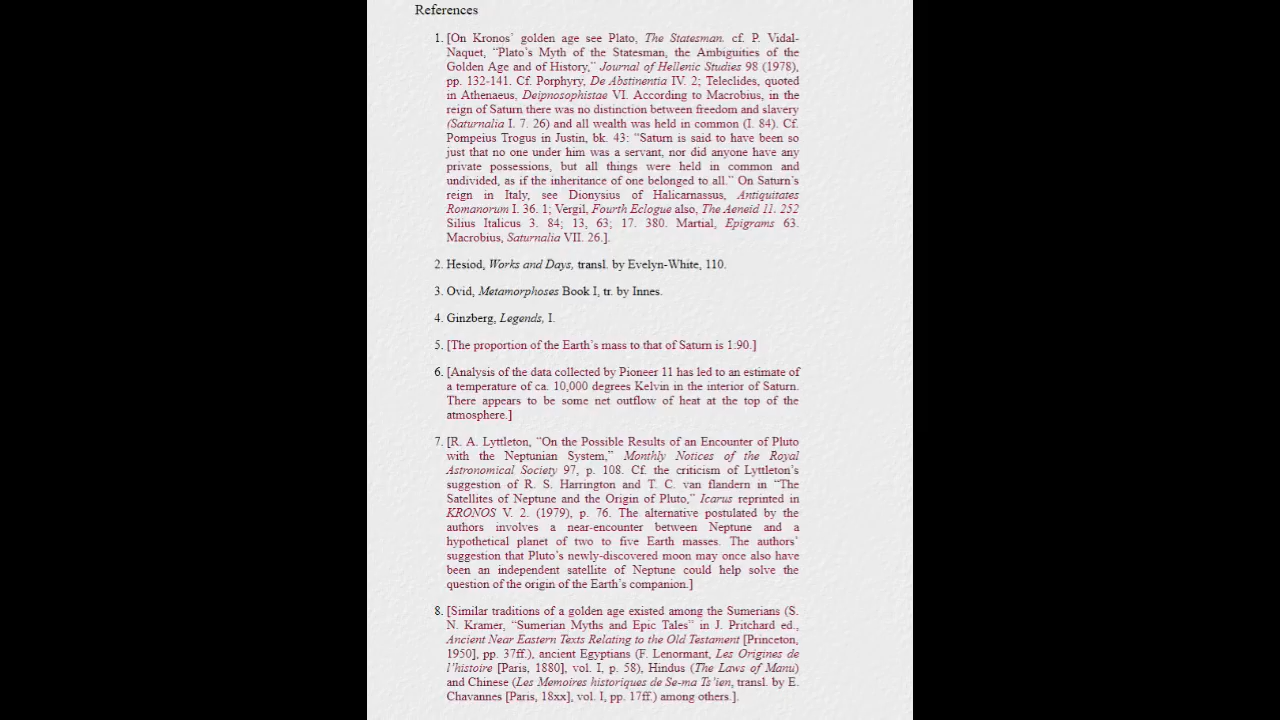 References
1. [On Kronos’ golden age see Plato, The Statesman. cf. P. Vidal-
Naquet, “Plato’s Myth of the Statesman, the Ambiguities of the
Golden Age and of History,” Journal of Hellenic Studies 98 (1978),
pp. 132-141. Cf. Porphyry, De Abstinentia IV. 2; Teleclides, quoted
in Athenaeus, Deipnosophistae VI. According to Macrobius, in the
reign of Saturn there was no distinction between freedom and slavery
(Saturnalia I. 7. 26) and all wealth was held in common (I. 84). Cf.
Pompeius Trogus in Justin, bk. 43: “Saturn is said to have been so
just that no one under him was a servant, nor did anyone have any
private possessions, but all things were held in common and
undivided, as if the inheritance of one belonged to all.” On Saturn’s
reign in Italy, see Dionysius of Halicarnassus, Antiquitates
Romanorum I. 36. 1; Vergil, Fourth Eclogue also, The Aeneid 11. 252
Silius Italicus 3. 84; 13, 63; 17. 380. Martial, Epigrams 63.
Macrobius, Saturnalia VII. 26.].
2. Hesiod, Works and Days, transl. by Evelyn-White, 110.
3. Ovid, Metamorphoses Book I, tr. by Innes.
4. Ginzberg, Legends, I.
5. [The proportion of the Earth’s mass to that of Saturn is 1:90.]
6. [Analysis of the data collected by Pioneer 11 has led to an estimate of
a temperature of ca. 10,000 degrees Kelvin in the interior of Saturn.
There appears to be some net outflow of heat at the top of the
atmosphere.]
7. [R. A. Lyttleton, “On the Possible Results of an Encounter of Pluto
with the Neptunian System,” Monthly Notices of the Royal
Astronomical Society 97, p. 108. Cf. the criticism of Lyttleton’s
suggestion of R. S. Harrington and T. C. van flandern in “The
Satellites of Neptune and the Origin of Pluto,” Icarus reprinted in
KRONOS V. 2. (1979), p. 76. The alternative postulated by the
authors involves a near-encounter between Neptune and a
hypothetical planet of two to five Earth masses. The authors’
suggestion that Pluto’s newly-discovered moon may once also have
been an independent satellite of Neptune could help solve the
question of the origin of the Earth’s companion.]
8. [Similar traditions of a golden age existed among the Sumerians (S.
N. Kramer, “Sumerian Myths and Epic Tales” in J. Pritchard ed.,
Ancient Near Eastern Texts Relating to the Old Testament [Princeton,
1950], pp. 37ff.), ancient Egyptians (F. Lenormant, Les Origines de
l’histoire [Paris, 1880], vol. I, p. 58), Hindus (The Laws of Manu)
and Chinese (Les Memoires historiques de Se-ma Ts’ien, transl. by E.
Chavannes [Paris, 18xx], vol. I, pp. 17ff.) among others.].